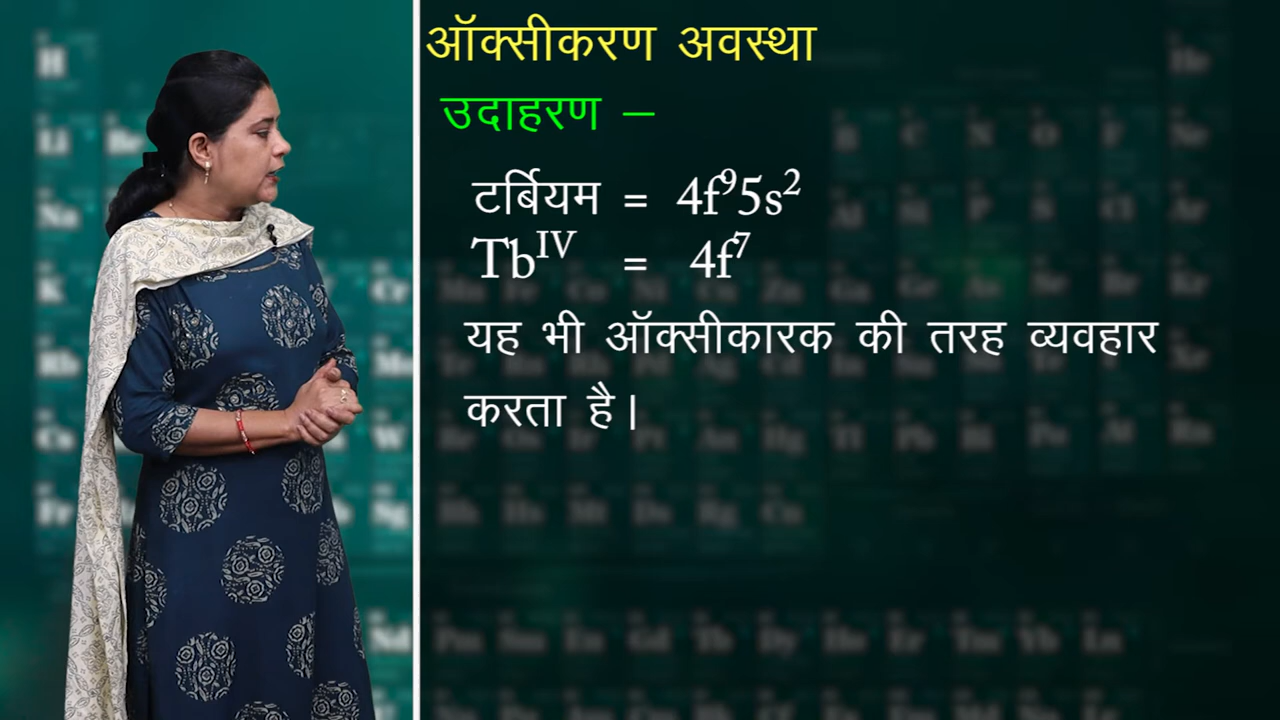 ऑक्सीकरण अवस्था
उदाहरण –
टर्बियम = 4f⁹5s²
Tbᴵⱽ = 4f⁷
यह भी ऑक्सीकारक की तरह व्यवहार
करता है।